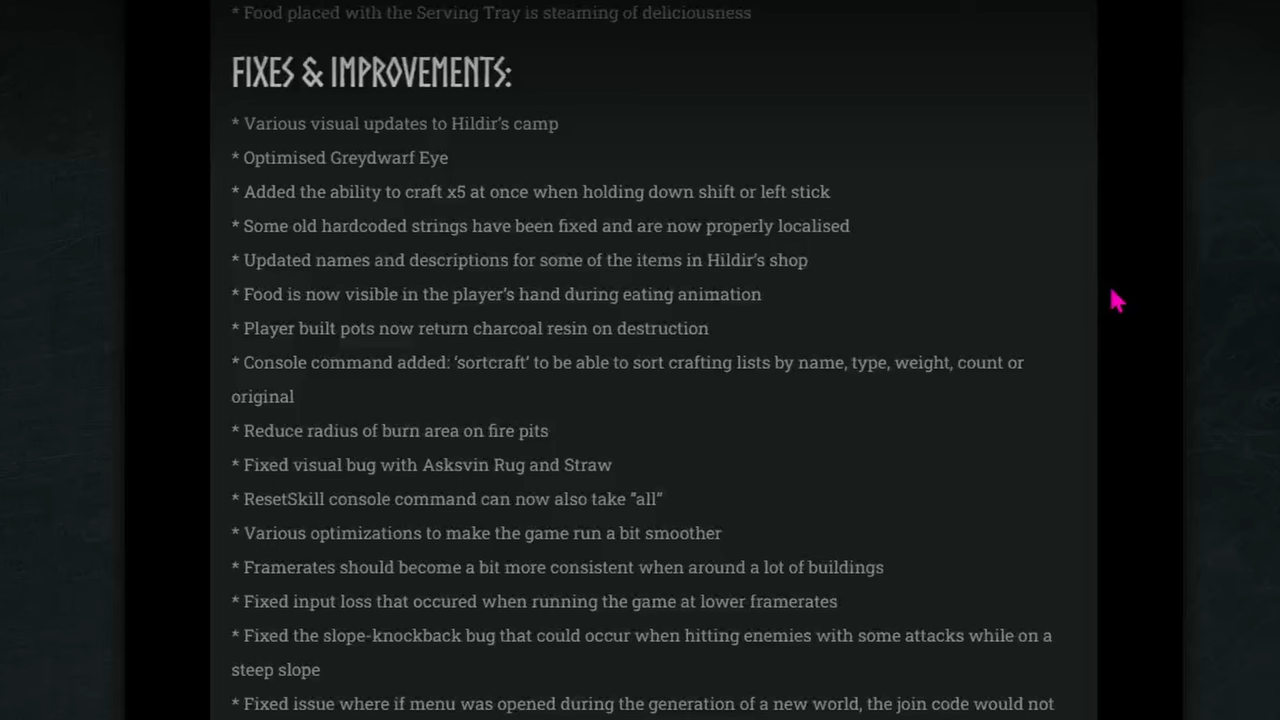 * Food placed with the Serving Tray is steaming of deliciousness
FIXES & IMPROVEMENTS:
* Various visual updates to Hildir's camp
* Optimised Greydwarf Eye
* Added the ability to craft x5 at once when holding down shift or left stick
* Some old hardcoded strings have been fixed and are now properly localised
* Updated names and descriptions for some of the items in Hildir's shop
* Food is now visible in the player's hand during eating animation
* Player built pots now return charcoal resin on destruction
* Console command added: 'sortcraft' to be able to sort crafting lists by name, type, weight, count or
original
* Reduce radius of burn area on fire pits
* Fixed visual bug with Asksvin Rug and Straw
* ResetSkill console command can now also take "all"
* Various optimizations to make the game run a bit smoother
* Framerates should become a bit more consistent when around a lot of buildings
* Fixed input loss that occured when running the game at lower framerates
* Fixed the slope-knockback bug that could occur when hitting enemies with some attacks while on a
steep slope
* Fixed issue where if menu was opened during the generation of a new world, the join code would not